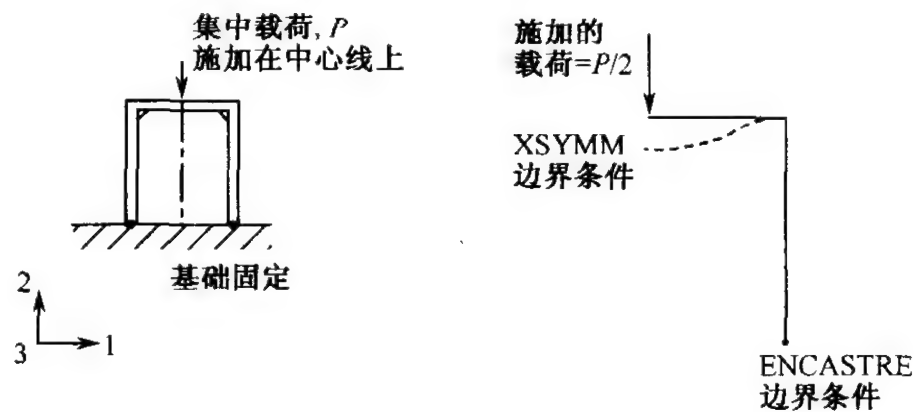 集中载荷, P
施加在中心线上
基础固定
2
3
1
施加的
载荷=P/2
XSYMM
边界条件
ENCASTRE
边界条件